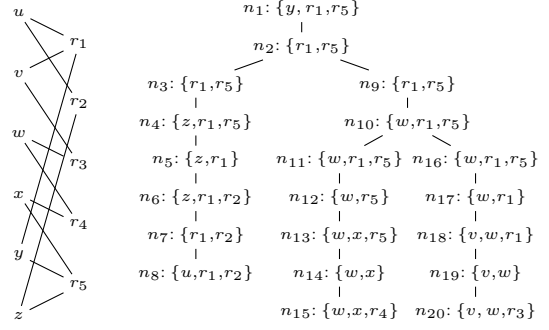 u
r₁
v
r₂
w
r₃
x
r₄
y
r₅
z
n₁: {y, r₁,r₅}
n₂: {r₁,r₅}
n₃: {r₁,r₅} n₉: {r₁,r₅}
n₄: {z,r₁,r₅} n₁₀: {w,r₁,r₅}
n₅: {z,r₁} n₁₁: {w,r₁,r₅} n₁₆: {w,r₁,r₅}
n₆: {z,r₁,r₂} n₁₂: {w,r₅} n₁₇: {w,r₁}
n₇: {r₁,r₂} n₁₃: {w,x,r₅} n₁₈: {v,w,r₁}
n₈: {u,r₁,r₂} n₁₄: {w,x} n₁₉: {v,w}
n₁₅: {w,x,r₄} n₂₀: {v, w,r₃}